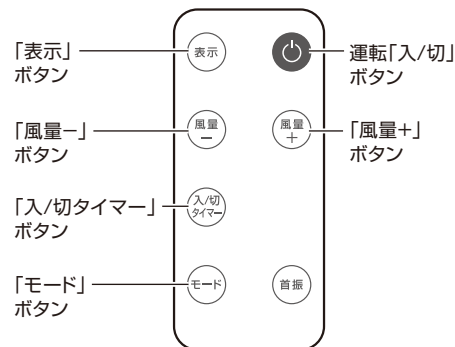 「表示」
ボタン
表示
運転「入/切」
ボタン
「風量ー」
ボタン
風量
ー
風量
＋
「風量＋」
ボタン
「入/切タイマー」
ボタン
入/切
タイマー
「モード」
ボタン
モード
首振